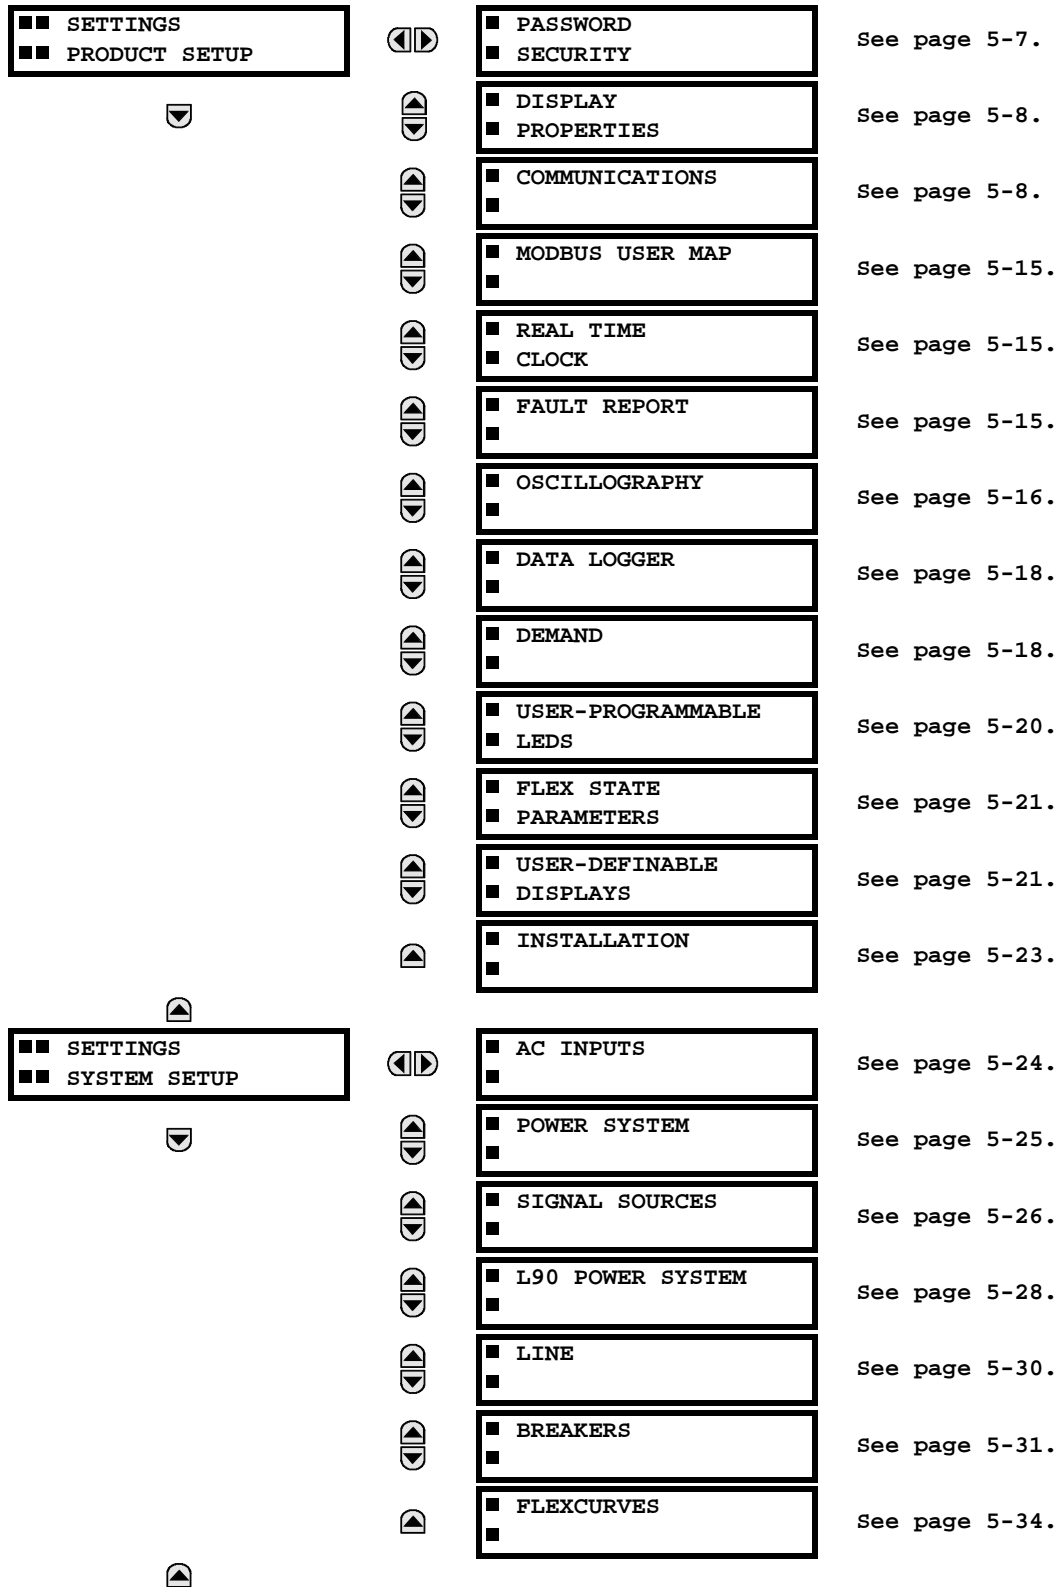 SETTINGS
PRODUCT SETUP
PASSWORD
SECURITY
See page 5-7.
DISPLAY
PROPERTIES
See page 5-8.
COMMUNICATIONS
See page 5-8.
MODBUS USER MAP
See page 5-15.
REAL TIME
CLOCK
See page 5-15.
FAULT REPORT
See page 5-15.
OSCILLOGRAPHY
See page 5-16.
DATA LOGGER
See page 5-18.
DEMAND
See page 5-18.
USER-PROGRAMMABLE
LEDS
See page 5-20.
FLEX STATE
PARAMETERS
See page 5-21.
USER-DEFINABLE
DISPLAYS
See page 5-21.
INSTALLATION
See page 5-23.
SETTINGS
SYSTEM SETUP
AC INPUTS
See page 5-24.
POWER SYSTEM
See page 5-25.
SIGNAL SOURCES
See page 5-26.
L90 POWER SYSTEM
See page 5-28.
LINE
See page 5-30.
BREAKERS
See page 5-31.
FLEXCURVES
See page 5-34.